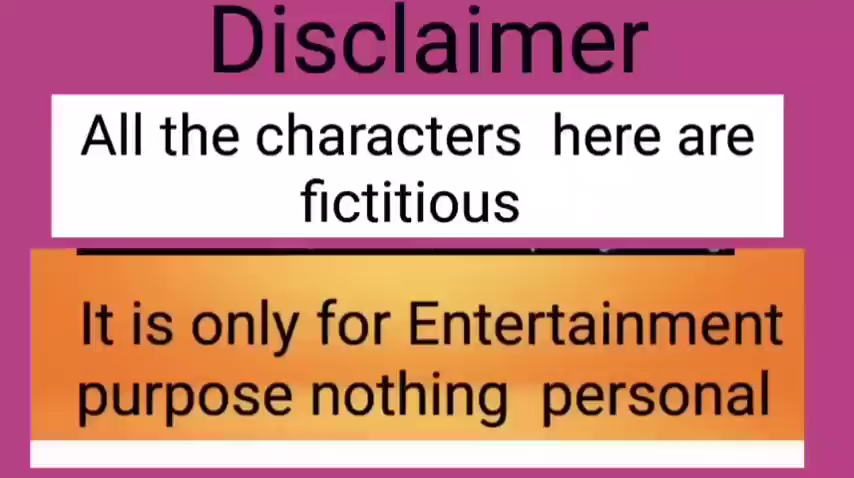 Disclaimer
All the characters here are
fictitious
It is only for Entertainment
purpose nothing personal